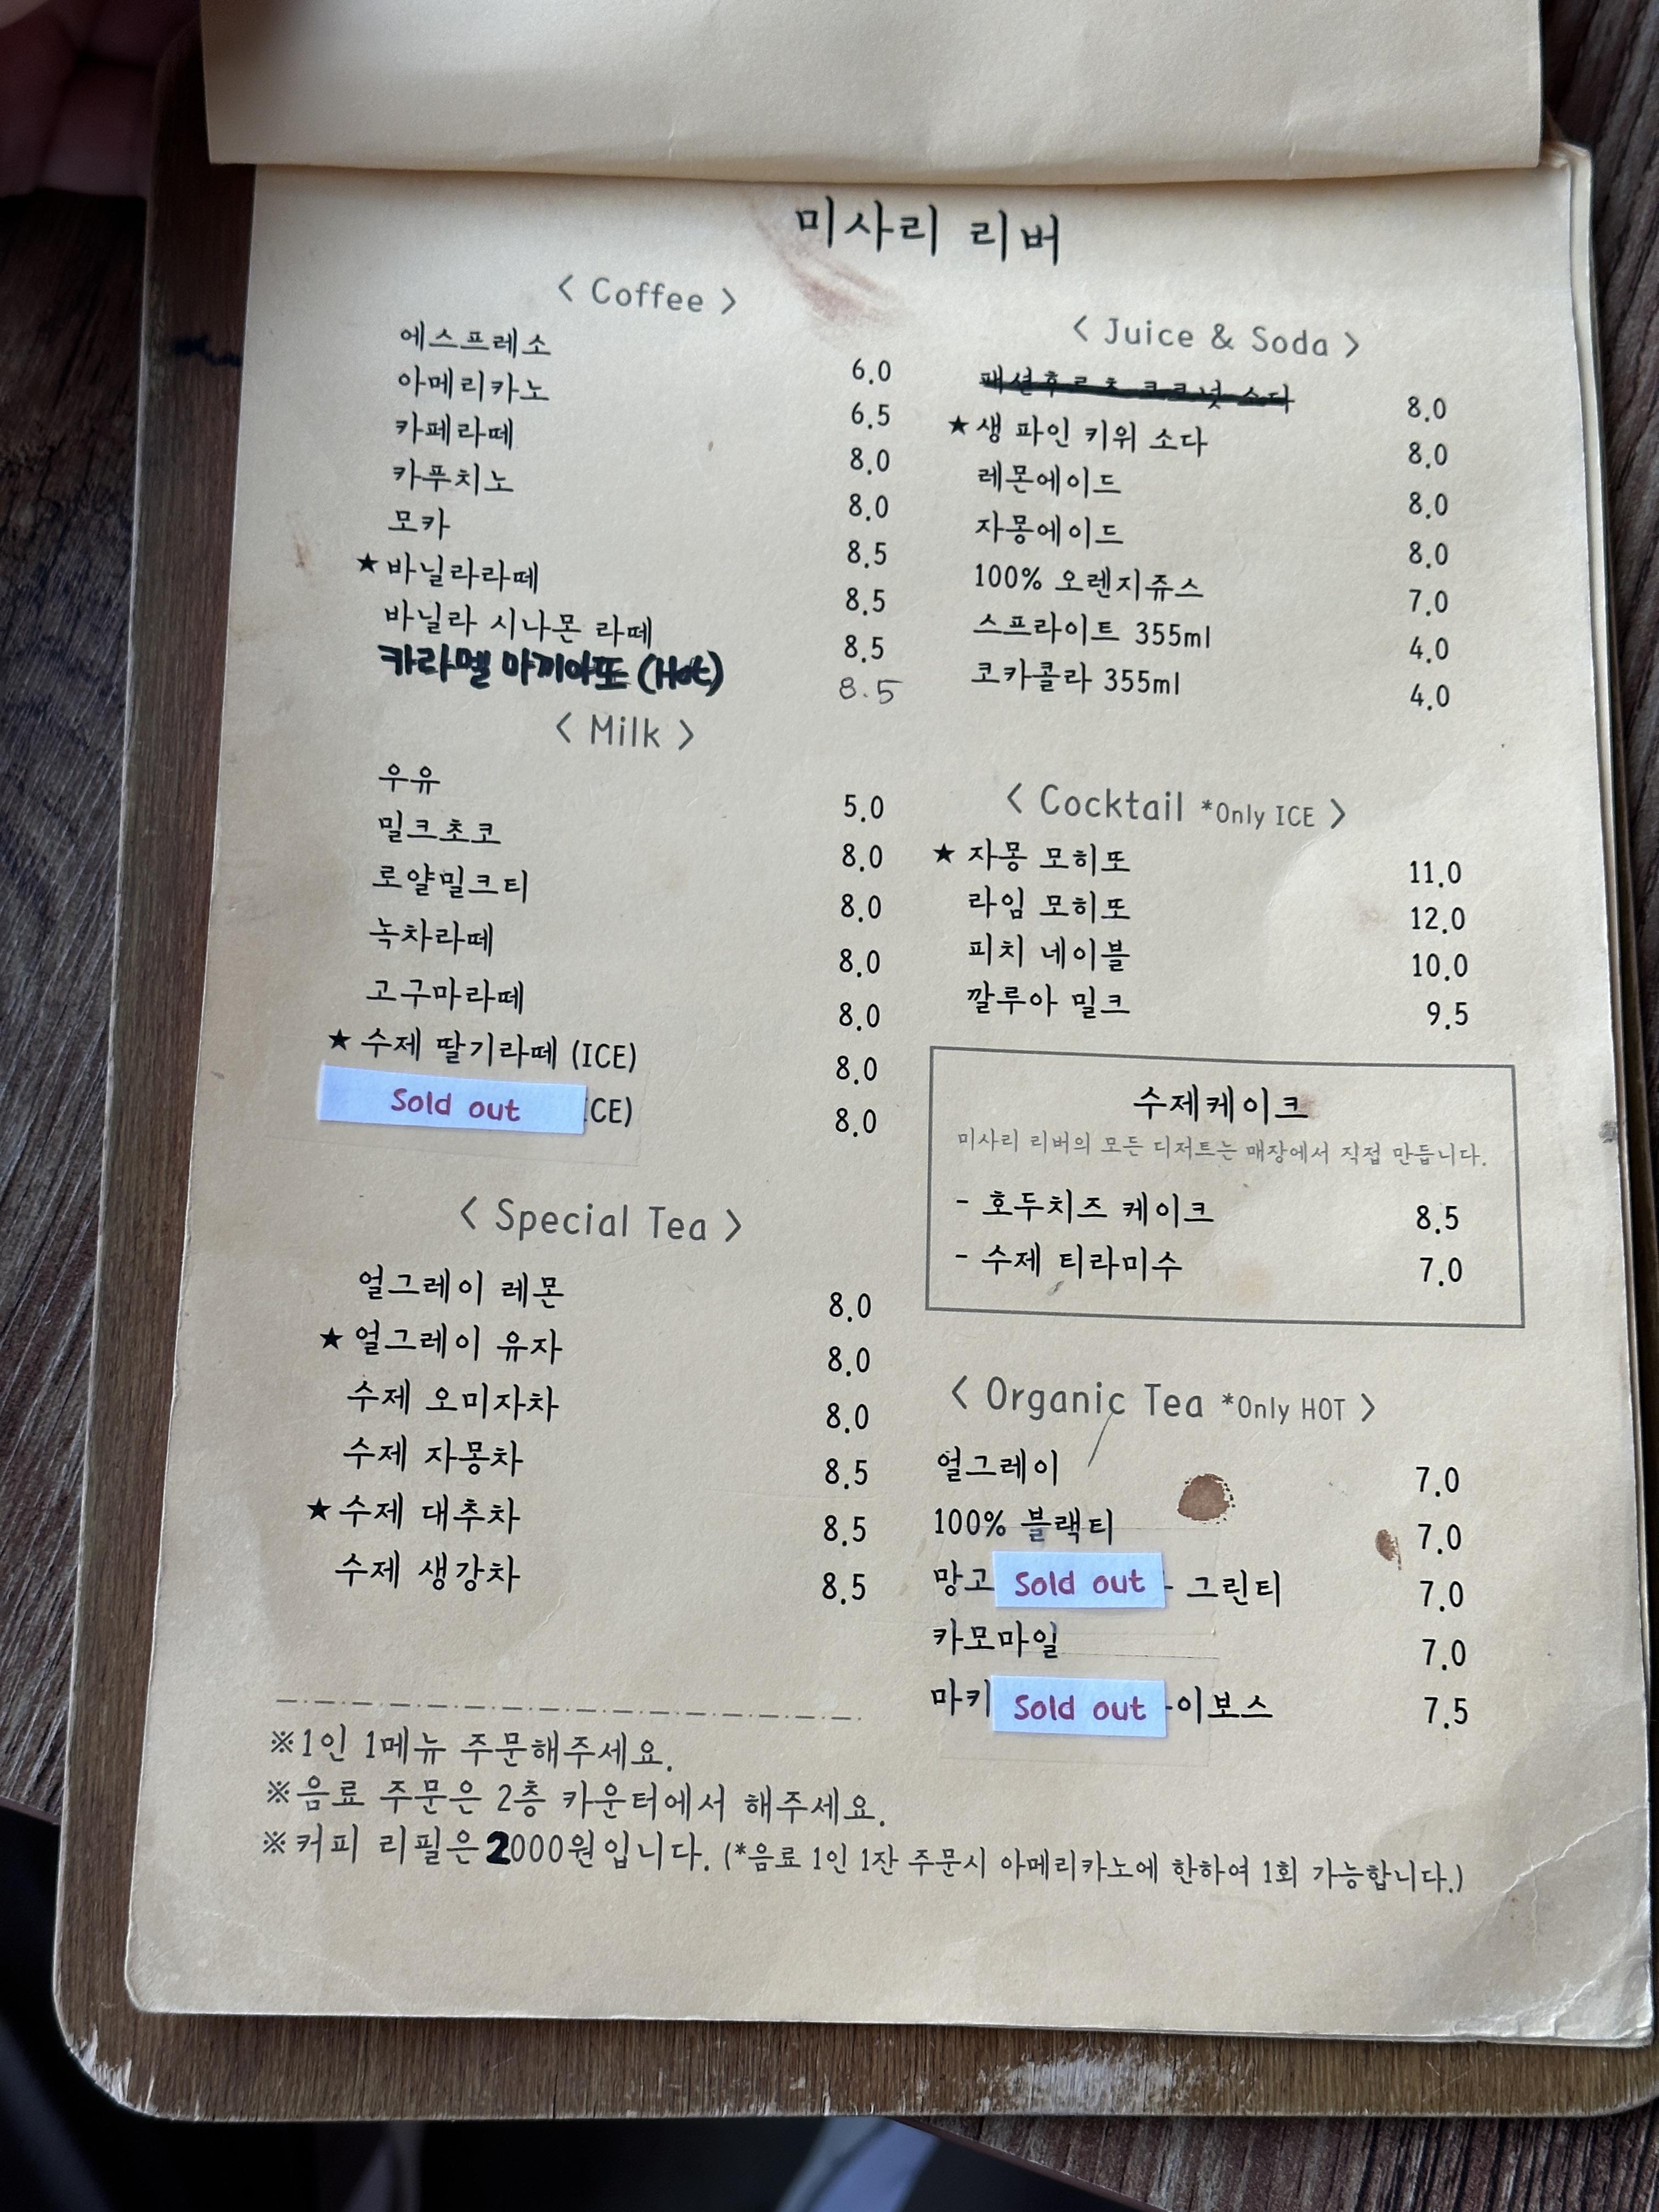 미사리 리버
< Coffee >
에스프레소 6.0
아메리카노 6.5
카페라떼 8.0
카푸치노 8.0
모카 8.5
★바닐라라떼 8.5
바닐라 시나몬 라떼 8.5
카라멜 마끼아또 (Hot) 8.5
< Milk >
우유 5.0
밀크초코 8.0
로얄밀크티 8.0
녹차라떼 8.0
고구마라떼 8.0
★ 수제 딸기라떼 (ICE) 8.0
Sold out CE) 8.0
< Special Tea >
얼그레이 레몬 8.0
★ 얼그레이 유자 8.0
수제 오미자차 8.0
수제 자몽차 8.5
★ 수제 대추차 8.5
수제 생강차 8.5
< Juice & Soda >
패션후르츠 코코넛 소다 8.0
★생 파인 키위 소다 8.0
레몬에이드 8.0
자몽에이드 8.0
100% 오렌지쥬스 7.0
스프라이트 355ml 4.0
코카콜라 355ml 4.0
< Cocktail *Only ICE >
★ 자몽 모히또 11.0
라임 모히또 12.0
피치 네이블 10.0
깔루아 밀크 9.5
수제케이크
미사리 리버의 모든 디저트는 매장에서 직접 만듭니다.
- 호두치즈 케이크 8.5
- 수제 티라미수 7.0
< Organic Tea *Only HOT >
얼그레이 7.0
100% 블랙티 7.0
망고 Sold out 그린티 7.0
카모마일 7.0
마키 Sold out 이보스 7.5
※1인 1메뉴 주문해주세요.
※음료 주문은 2층 카운터에서 해주세요.
※커피 리필은 2000원입니다. (*음료 1인 1잔 주문시 아메리카노에 한하여 1회 가능합니다.)